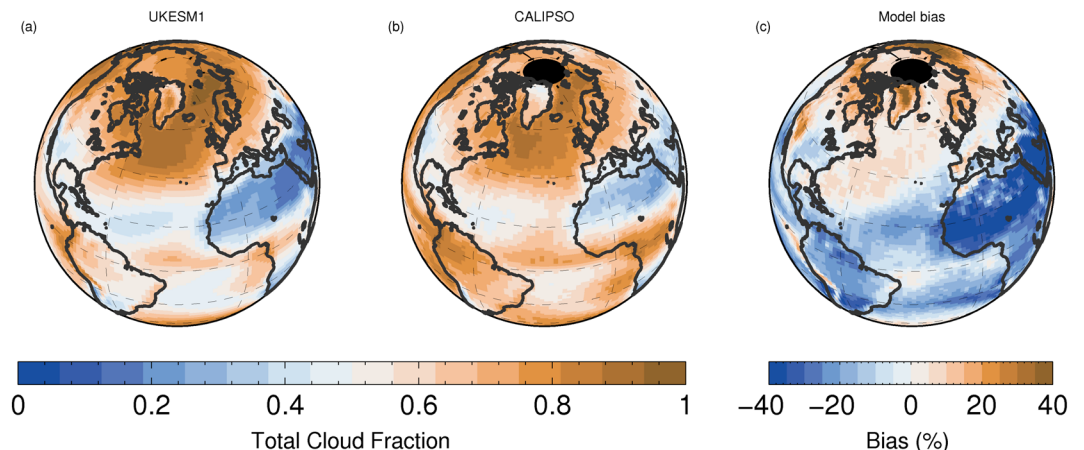 (a) UKESM1
(b) CALIPSO
(c) Model bias
0 0.2 0.4 0.6 0.8 1
Total Cloud Fraction
−40 −20 0 20 40
Bias (%)